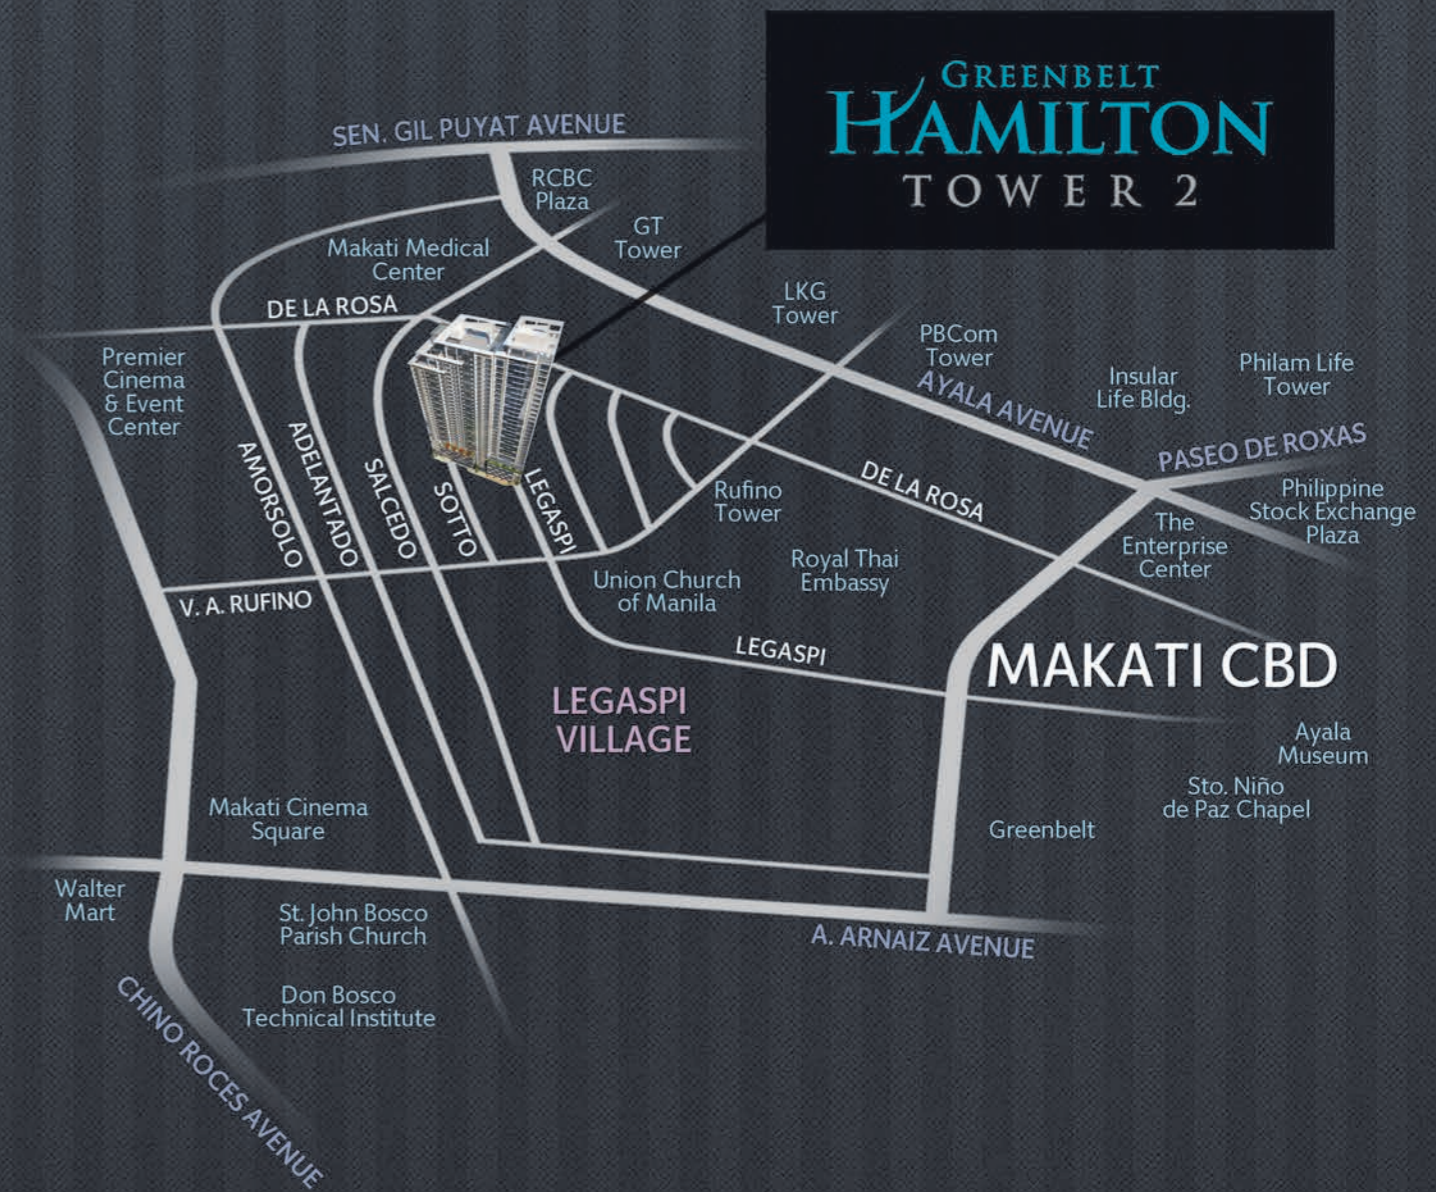 GREENBELT
HAMILTON
TOWER 2
SEN. GIL PUYAT AVENUE
RCBC
Plaza
GT
Tower
Makati Medical
Center
DE LA ROSA
LKG
Tower
PBCom
Tower
Insular
Life Bldg.
Philam Life
Tower
AYALA AVENUE
PASEO DE ROXAS
Premier
Cinema
& Event
Center
AMORSOLO
ADELANTADO
SALCEDO
SOTTO
LEGASPI
Rufino
Tower
DE LA ROSA
Philippine
Stock Exchange
Plaza
The
Enterprise
Center
Royal Thai
Embassy
Union Church
of Manila
V. A. RUFINO
LEGASPI
MAKATI CBD
LEGASPI
VILLAGE
Ayala
Museum
Sto. Niño
de Paz Chapel
Greenbelt
Makati Cinema
Square
Walter
Mart
St. John Bosco
Parish Church
A. ARNAIZ AVENUE
Don Bosco
Technical Institute
CHINO ROCES AVENUE